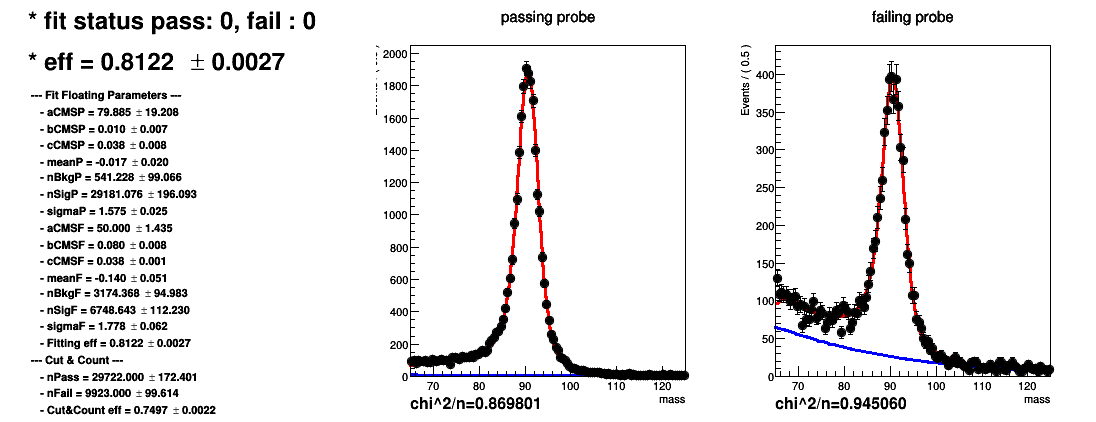 * fit status pass: 0, fail : 0
* eff = 0.8122 ± 0.0027
--- Fit Floating Parameters ---
- aCMSP = 79.885 ± 19.208
- bCMSP = 0.010 ± 0.007
- cCMSP = 0.038 ± 0.008
- meanP = -0.017 ± 0.020
- nBkgP = 541.228 ± 99.066
- nSigP = 29181.076 ± 196.093
- sigmaP = 1.575 ± 0.025
- aCMSF = 50.000 ± 1.435
- bCMSF = 0.080 ± 0.008
- cCMSF = 0.038 ± 0.001
- meanF = -0.140 ± 0.051
- nBkgF = 3174.368 ± 94.983
- nSigF = 6748.643 ± 112.230
- sigmaF = 1.778 ± 0.062
- Fitting eff = 0.8122 ± 0.0027
--- Cut & Count ---
- nPass = 29722.000 ± 172.401
- nFail = 9923.000 ± 99.614
- Cut&Count eff = 0.7497 ± 0.0022
passing probe
2000
1800
1600
1400
1200
1000
800
600
400
200
0
70 80 90 100 110 120
mass
chi^2/n=0.869801
failing probe
Events / ( 0.5 )
400
350
300
250
200
150
100
50
0
70 80 90 100 110 120
mass
chi^2/n=0.945060